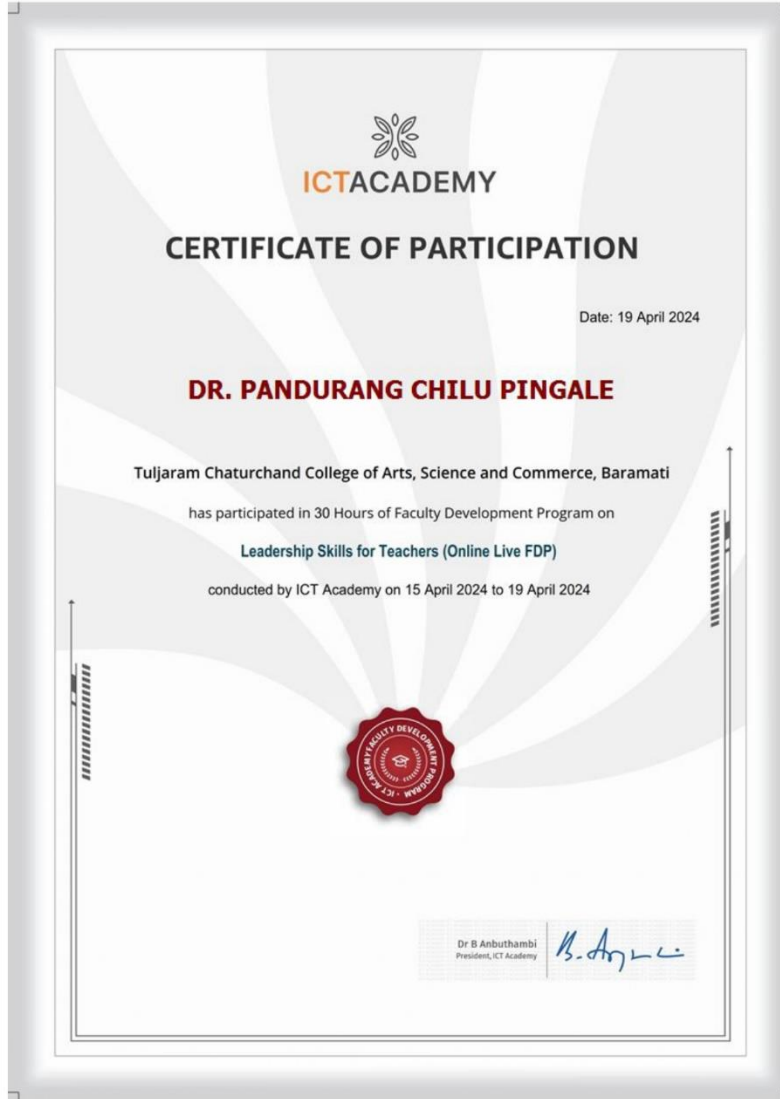 ICTACADEMY
CERTIFICATE OF PARTICIPATION
Date: 19 April 2024
DR. PANDURANG CHILU PINGALE
Tuljaram Chaturchand College of Arts, Science and Commerce, Baramati
has participated in 30 Hours of Faculty Development Program on
Leadership Skills for Teachers (Online Live FDP)
conducted by ICT Academy on 15 April 2024 to 19 April 2024
FACULTY DEVELOPMENT PROGRAM · ICT ACADEMY
Dr B Anbuthambi
President, ICT Academy